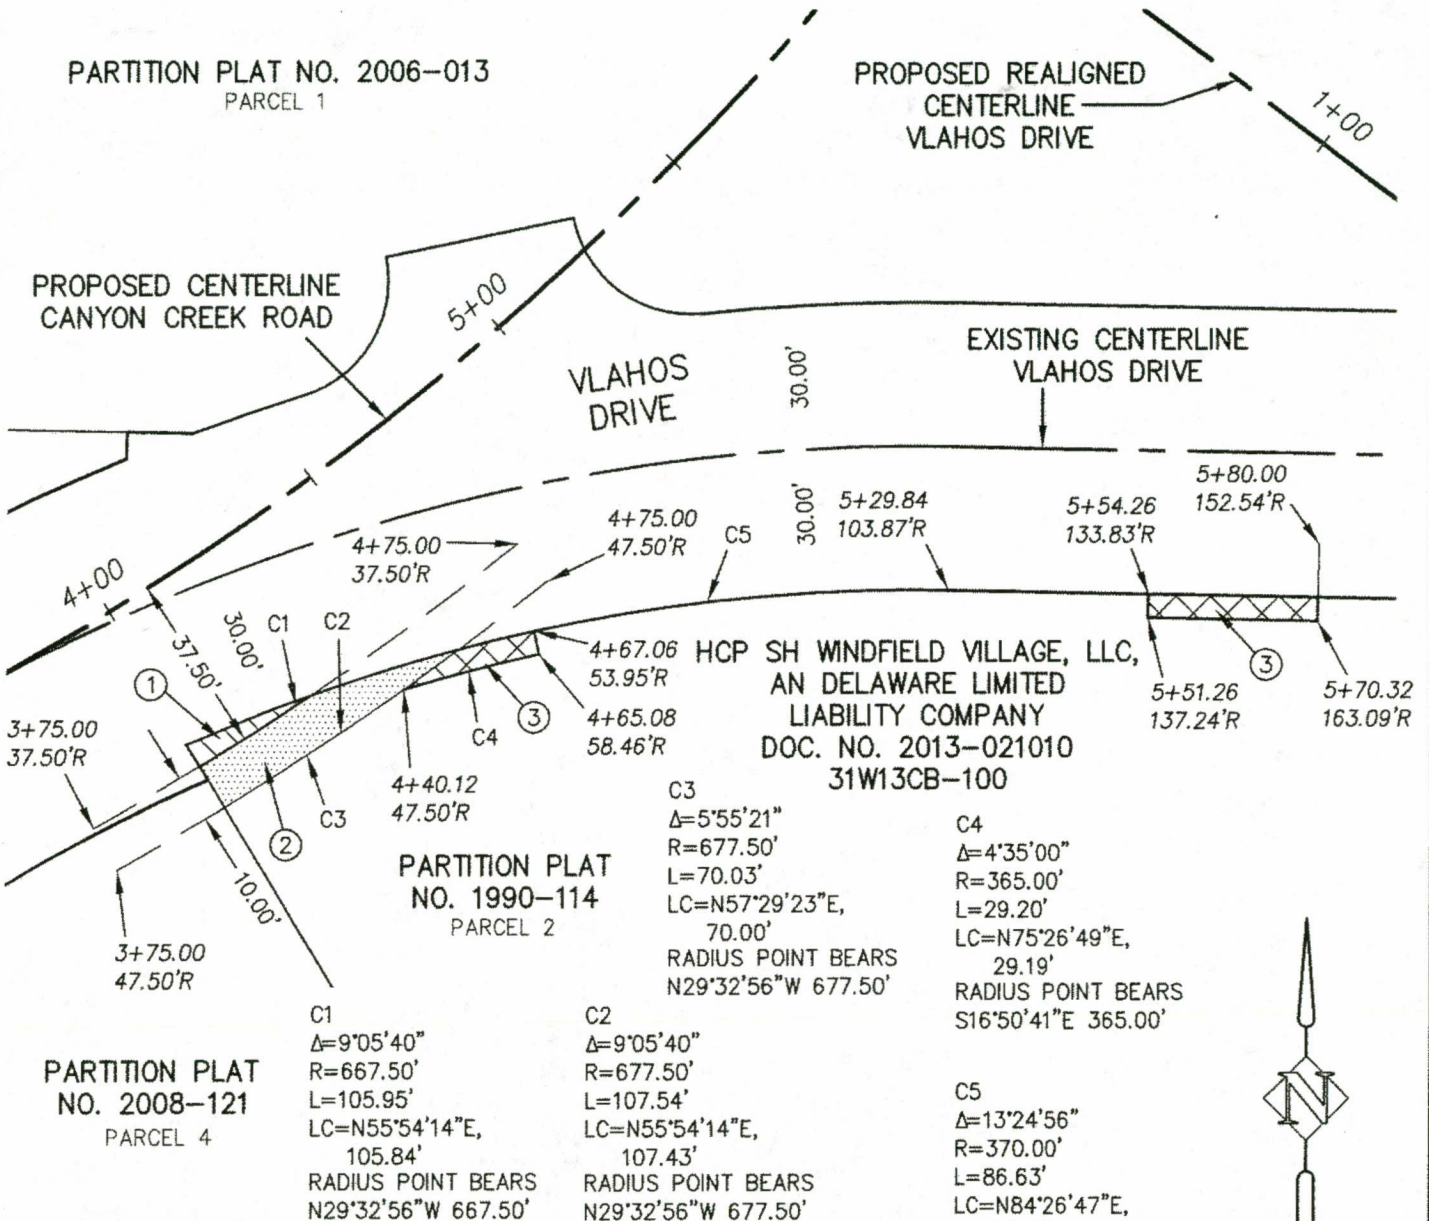 PARTITION PLAT NO. 2006-013
PARCEL 1
PROPOSED REALIGNED
CENTERLINE
VLAHOS DRIVE
1+00
PROPOSED CENTERLINE
CANYON CREEK ROAD
5+00
VLAHOS
DRIVE
30.00'
EXISTING CENTERLINE
VLAHOS DRIVE
4+00
4+75.00
37.50'R
4+75.00
47.50'R
C5
30.00'
5+29.84
103.87'R
5+54.26
133.83'R
5+80.00
152.54'R
37.50'
30.00'
C1
C2
1
3+75.00
37.50'R
4+67.06
53.95'R
C4
3
4+65.08
58.46'R
HCP SH WINDFIELD VILLAGE, LLC,
AN DELAWARE LIMITED
LIABILITY COMPANY
DOC. NO. 2013-021010
31W13CB-100
3
5+51.26
137.24'R
5+70.32
163.09'R
2
C3
4+40.12
47.50'R
10.00'
3+75.00
47.50'R
PARTITION PLAT
NO. 1990-114
PARCEL 2
C3
Δ=5°55'21"
R=677.50'
L=70.03'
LC=N57°29'23"E,
70.00'
RADIUS POINT BEARS
N29°32'56"W 677.50'
C4
Δ=4°35'00"
R=365.00'
L=29.20'
LC=N75°26'49"E,
29.19'
RADIUS POINT BEARS
S16°50'41"E 365.00'
PARTITION PLAT
NO. 2008-121
PARCEL 4
C1
Δ=9°05'40"
R=667.50'
L=105.95'
LC=N55°54'14"E,
105.84'
RADIUS POINT BEARS
N29°32'56"W 667.50'
C2
Δ=9°05'40"
R=677.50'
L=107.54'
LC=N55°54'14"E,
107.43'
RADIUS POINT BEARS
N29°32'56"W 677.50'
C5
Δ=13°24'56"
R=370.00'
L=86.63'
LC=N84°26'47"E,
N